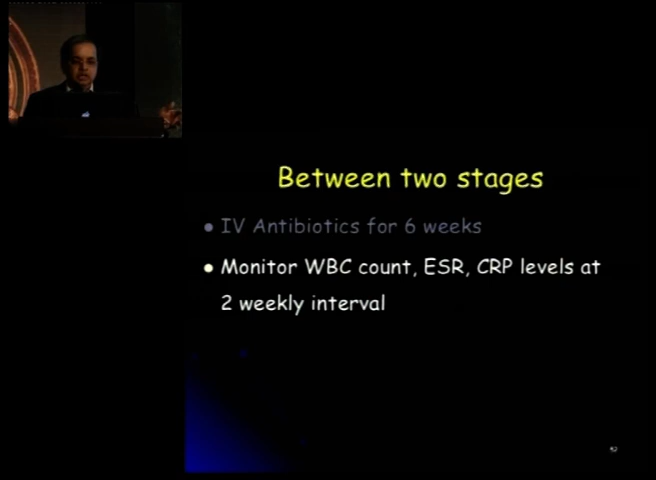 Between two stages
• IV Antibiotics for 6 weeks
• Monitor WBC count, ESR, CRP levels at
2 weekly interval